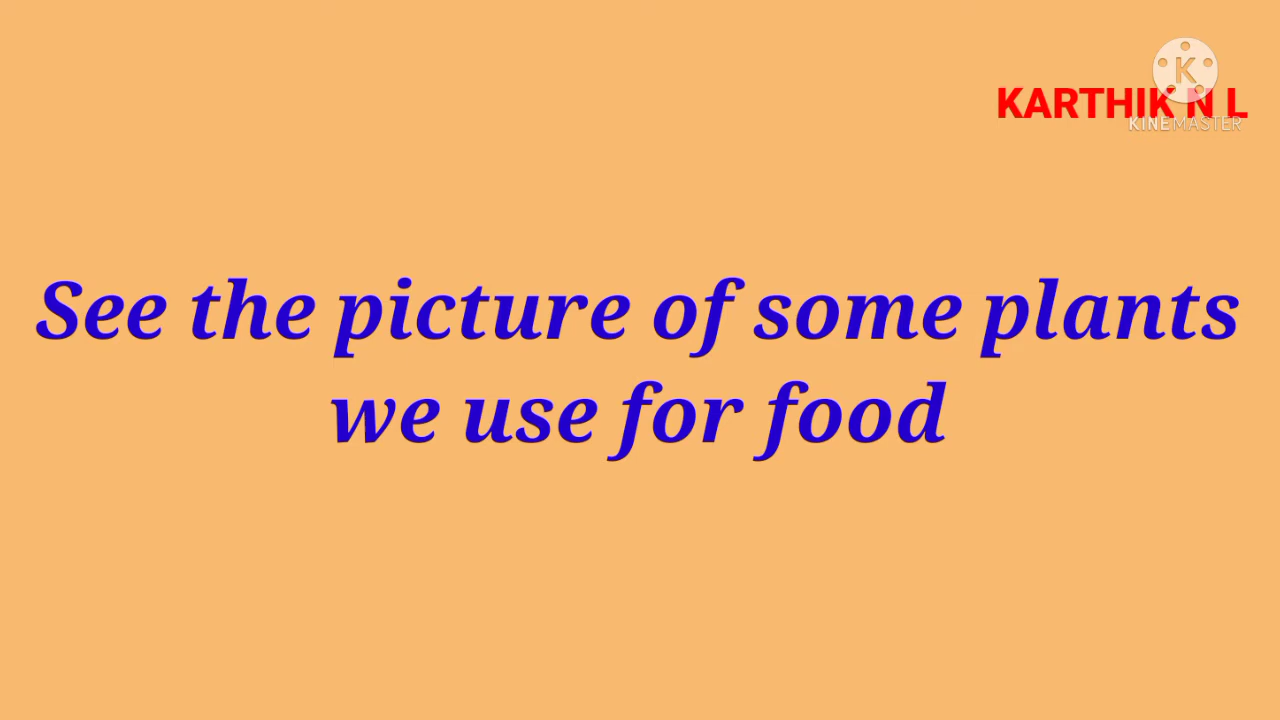 K
KARTHIK N L
KINEMASTER
See the picture of some plants
we use for food